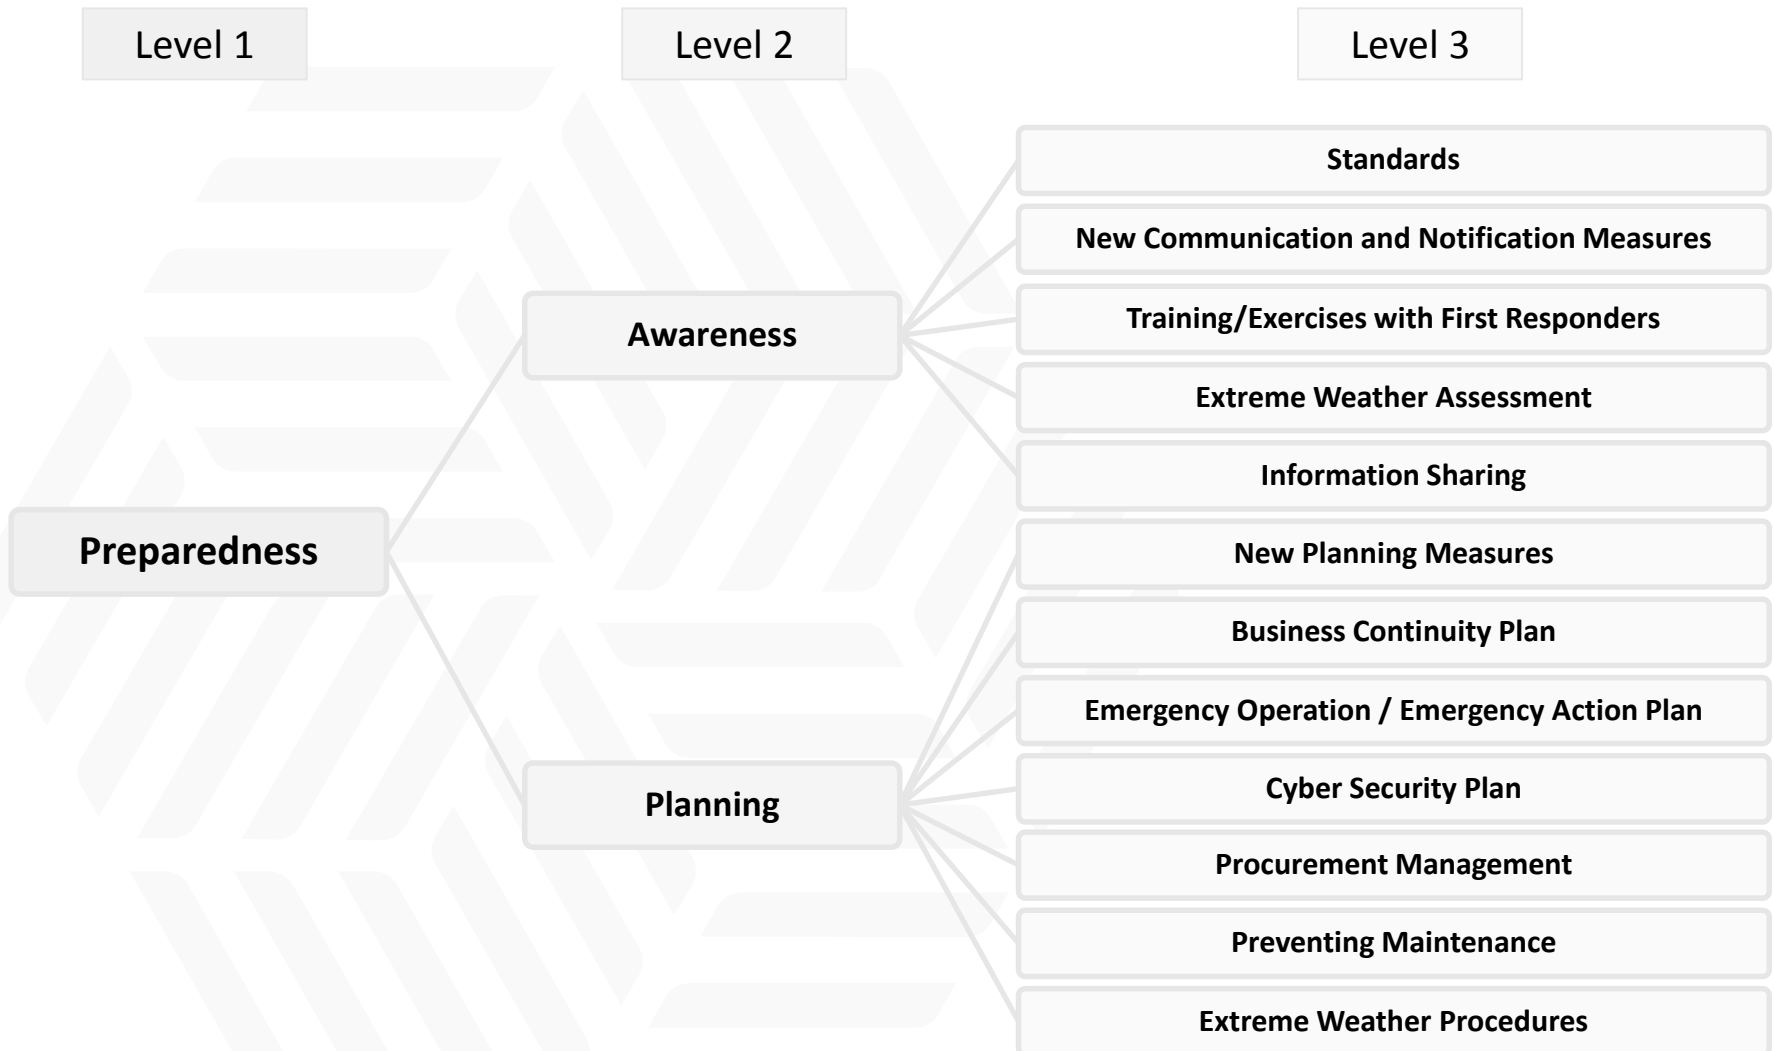 Level 1
Level 2
Level 3
Preparedness
Awareness
Planning
Standards
New Communication and Notification Measures
Training/Exercises with First Responders
Extreme Weather Assessment
Information Sharing
New Planning Measures
Business Continuity Plan
Emergency Operation / Emergency Action Plan
Cyber Security Plan
Procurement Management
Preventing Maintenance
Extreme Weather Procedures